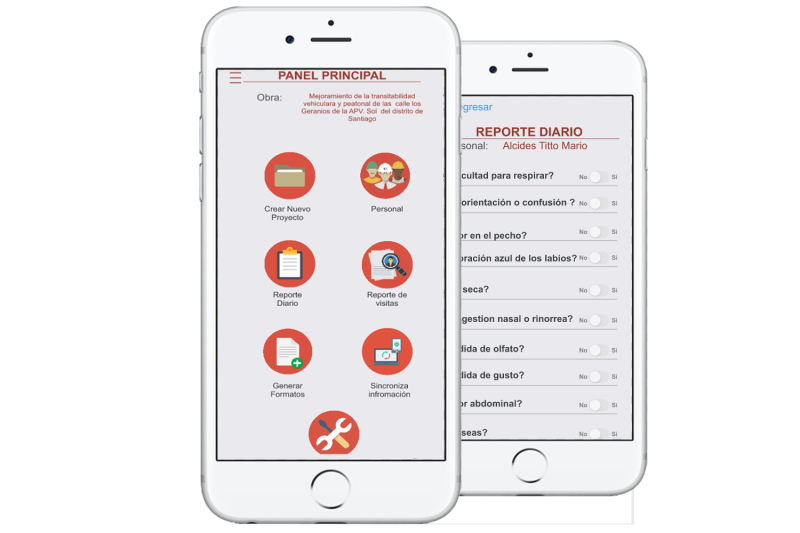 PANEL PRINCIPAL
Obra:
Mejoramiento de la transitabilidad
vehiculara y peatonal de las calle los
Geranios de la APV. Sol del distrito de
Santiago
Crear Nuevo
Proyecto
Personal
Reporte
Diario
Reporte de
visitas
Generar
Formatos
Sincroniza
infromación
egresar
REPORTE DIARIO
sonal: Alcides Titto Mario
cultad para respirar? No Si
orientación o confusión ? No Si
or en el pecho? No Si
oración azul de los labios? No Si
seca? No Si
gestion nasal o rinorrea? No Si
dida de olfato? No Si
dida de gusto? No Si
or abdominal? No Si
seas? No Si